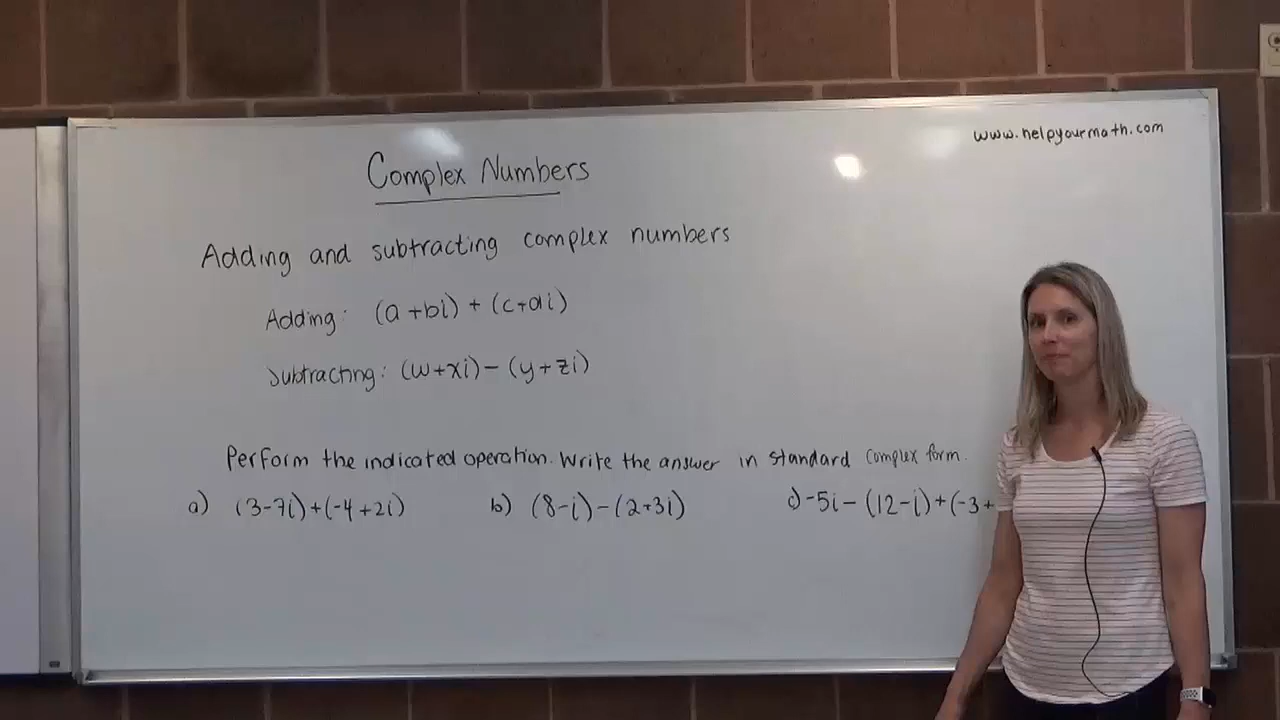 www.helpyourmath.com
Complex Numbers
Adding and subtracting complex numbers
Adding: (a+bi) + (c+di)
Subtracting: (w+xi) - (y+zi)
Perform the indicated operation. Write the answer in standard complex form.
a) (3-7i)+(-4+2i) b) (8-i)-(2+3i) c) -5i-(12-i)+(-3+